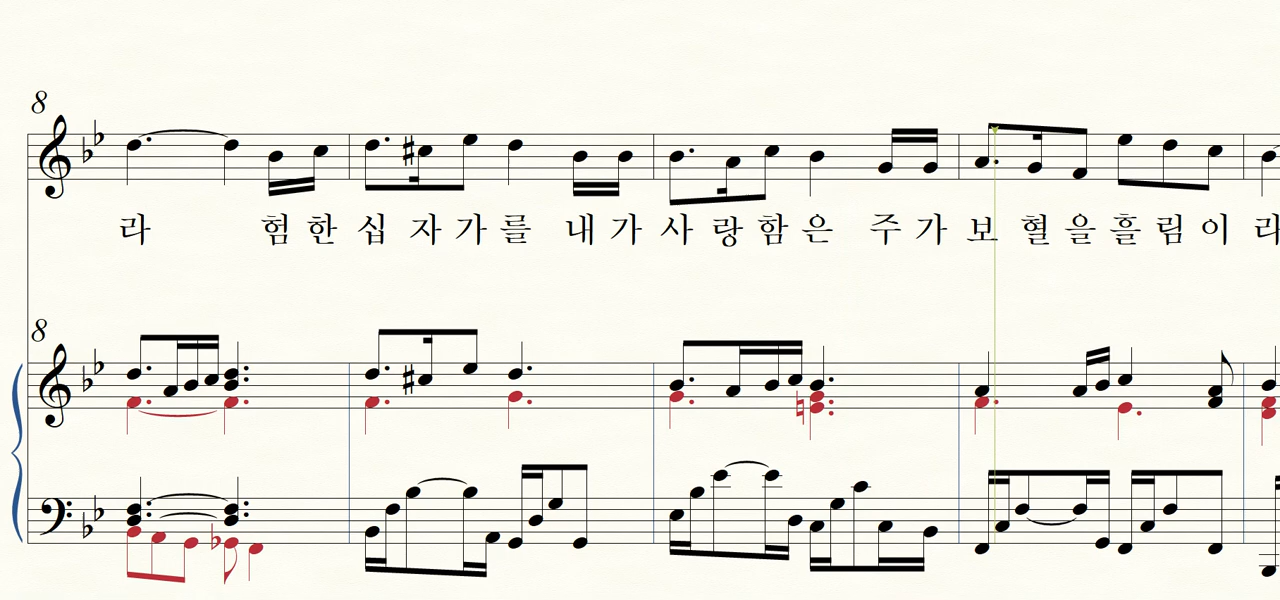 8
라 험 한 십 자 가 를 내 가 사 랑 함 은 주 가 보 혈 을 흘 림 이 라
8